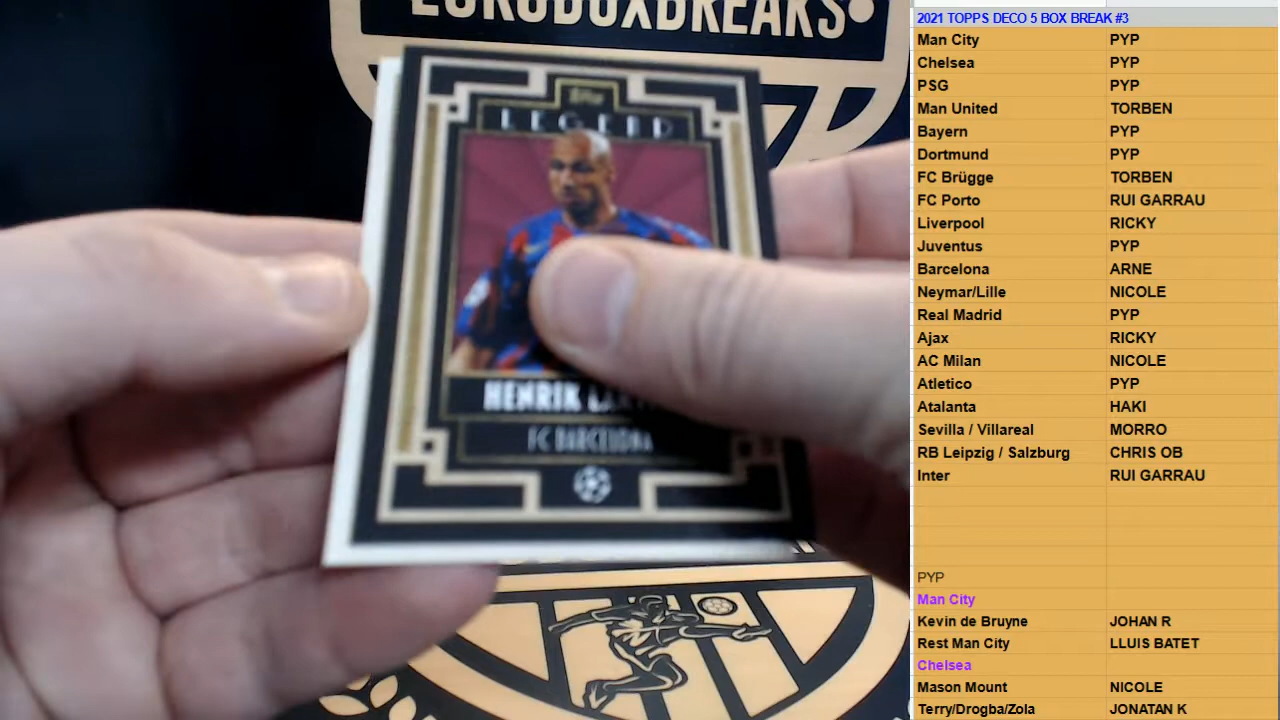 EUROBOXBREAKS
topps
LEGEND
HENRIK
FC BARCELONA
2021 TOPPS DECO 5 BOX BREAK #3
Man City PYP
Chelsea PYP
PSG PYP
Man United TORBEN
Bayern PYP
Dortmund PYP
FC Brügge TORBEN
FC Porto RUI GARRAU
Liverpool RICKY
Juventus PYP
Barcelona ARNE
Neymar/Lille NICOLE
Real Madrid PYP
Ajax RICKY
AC Milan NICOLE
Atletico PYP
Atalanta HAKI
Sevilla / Villareal MORRO
RB Leipzig / Salzburg CHRIS OB
Inter RUI GARRAU
PYP
Man City
Kevin de Bruyne JOHAN R
Rest Man City LLUIS BATET
Chelsea
Mason Mount NICOLE
Terry/Drogba/Zola JONATAN K